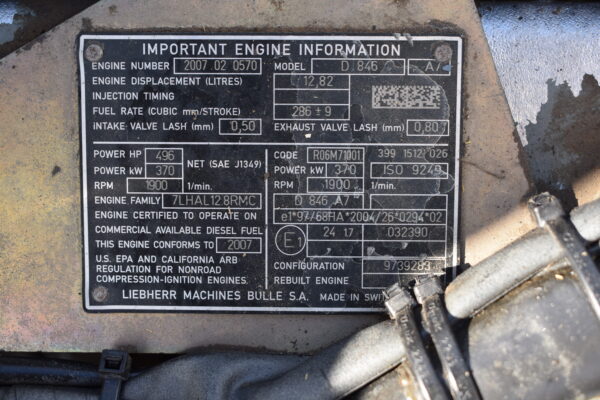 IMPORTANT ENGINE INFORMATION
ENGINE NUMBER 2007 02 0570 MODEL D 846 A7
ENGINE DISPLACEMENT (LITRES) 12,82
INJECTION TIMING
FUEL RATE (CUBIC mm/STROKE) 286 ± 9
INTAKE VALVE LASH (mm) 0,50 EXHAUST VALVE LASH (mm) 0,80
POWER HP 496 NET (SAE J1349) CODE R06M71001 399 1512 026
POWER kW 370 POWER kW 370 ISO 9249
RPM 1900 1/min. RPM 1900 1/min.
ENGINE FAMILY 7LHAL12.8RMC D 846 A7
ENGINE CERTIFIED TO OPERATE ON e1*97/68HA*2004/26*0294*02
COMMERCIAL AVAILABLE DIESEL FUEL E1 24 17 032390
THIS ENGINE CONFORMS TO 2007
U.S. EPA AND CALIFORNIA ARB
REGULATION FOR NONROAD CONFIGURATION 9739283
COMPRESSION-IGNITION ENGINES. REBUILT ENGINE
LIEBHERR MACHINES BULLE S.A. MADE IN